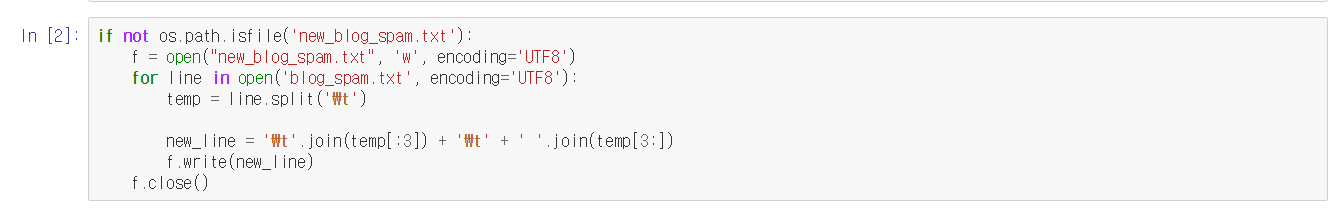 In [2]:
if not os.path.isfile('new_blog_spam.txt'):
    f = open("new_blog_spam.txt", 'w', encoding='UTF8')
    for line in open('blog_spam.txt', encoding='UTF8'):
        temp = line.split('₩t')

        new_line = '₩t'.join(temp[:3]) + '₩t' + ' '.join(temp[3:])
        f.write(new_line)
    f.close()